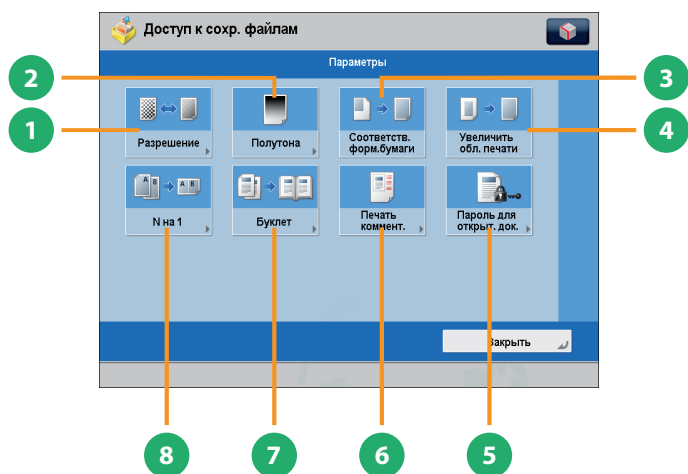 Доступ к сохр. файлам
Параметры
2
3
1
4
Разрешение
Полутона
Соответств.
форм.бумаги
Увеличить
обл. печати
A B
A B
N на 1
Буклет
Печать
коммент.
Пароль для
открыт. док.
Закрыть
8
7
6
5